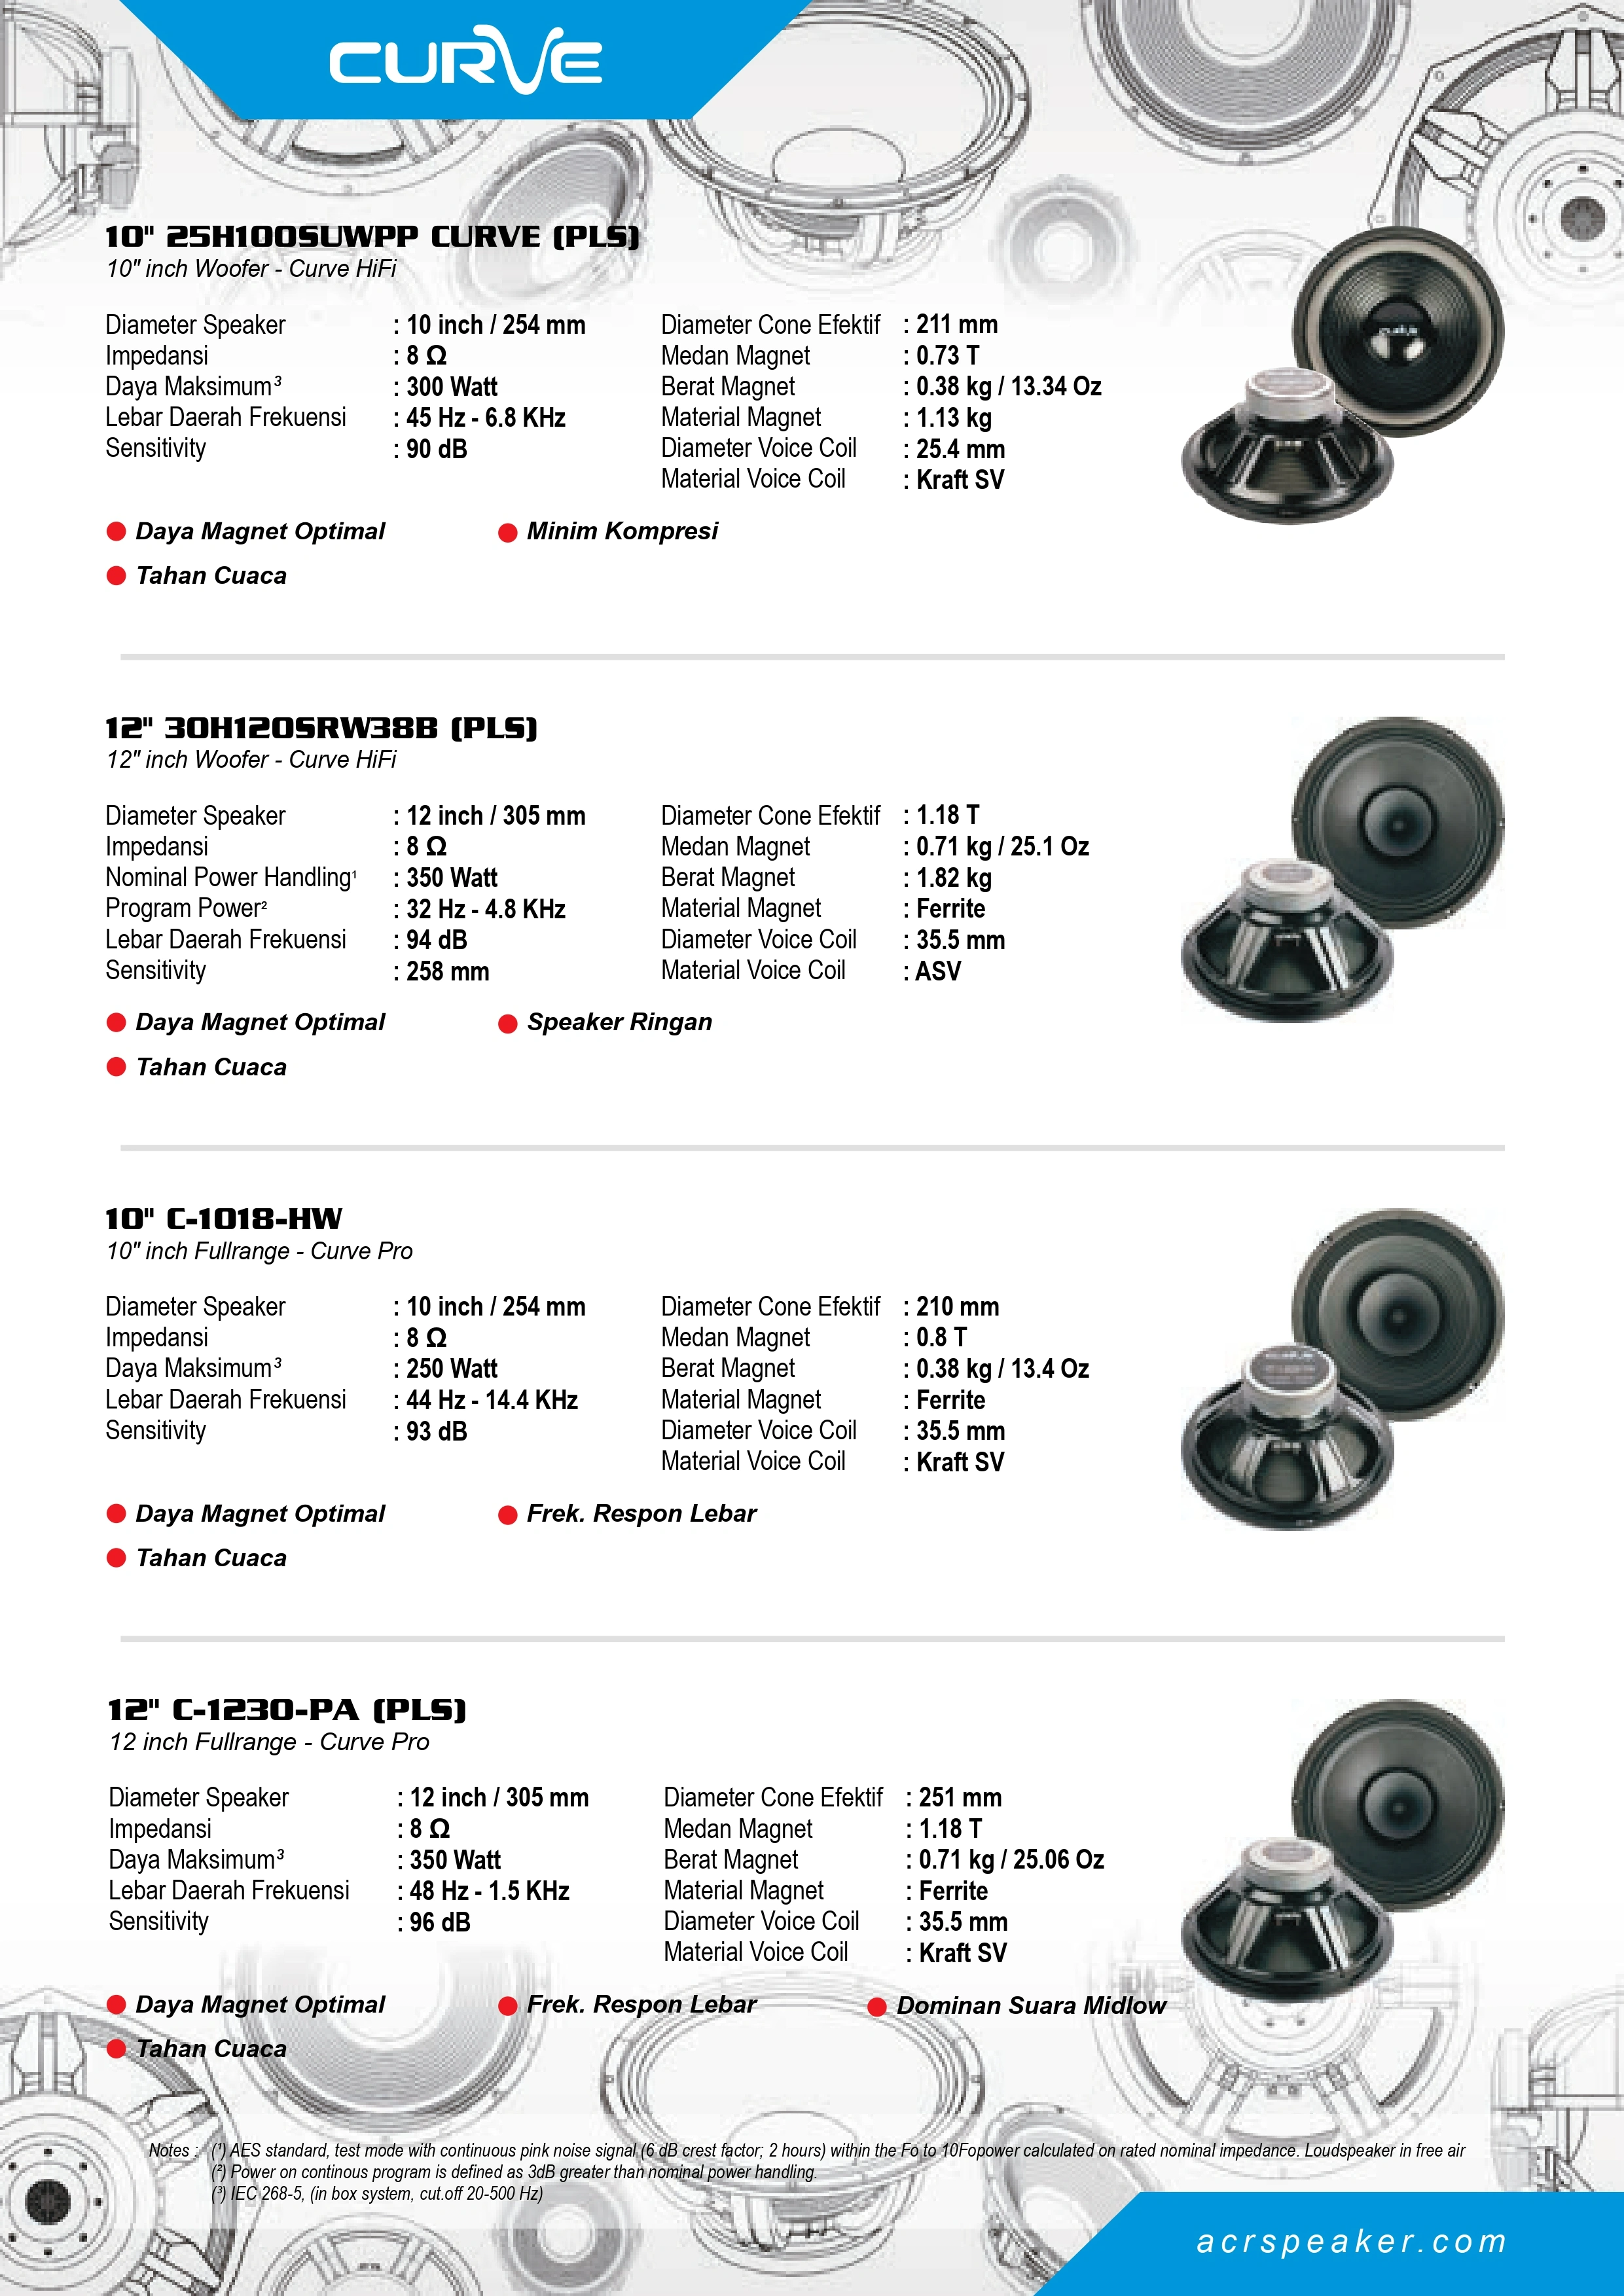 CURVE
10" 25H100SUWPP CURVE (PLS)
10" inch Woofer - Curve HiFi
Diameter Speaker : 10 inch / 254 mm Diameter Cone Efektif : 211 mm
Impedansi : 8 Ω Medan Magnet : 0.73 T
Daya Maksimum³ : 300 Watt Berat Magnet : 0.38 kg / 13.34 Oz
Lebar Daerah Frekuensi : 45 Hz - 6.8 KHz Material Magnet : 1.13 kg
Sensitivity : 90 dB Diameter Voice Coil : 25.4 mm
Material Voice Coil : Kraft SV
Daya Magnet Optimal Minim Kompresi
Tahan Cuaca
12" 30H120SRW38B (PLS)
12" inch Woofer - Curve HiFi
Diameter Speaker : 12 inch / 305 mm Diameter Cone Efektif : 1.18 T
Impedansi : 8 Ω Medan Magnet : 0.71 kg / 25.1 Oz
Nominal Power Handling¹ : 350 Watt Berat Magnet : 1.82 kg
Program Power² : 32 Hz - 4.8 KHz Material Magnet : Ferrite
Lebar Daerah Frekuensi : 94 dB Diameter Voice Coil : 35.5 mm
Sensitivity : 258 mm Material Voice Coil : ASV
Daya Magnet Optimal Speaker Ringan
Tahan Cuaca
10" C-1018-HW
10" inch Fullrange - Curve Pro
Diameter Speaker : 10 inch / 254 mm Diameter Cone Efektif : 210 mm
Impedansi : 8 Ω Medan Magnet : 0.8 T
Daya Maksimum³ : 250 Watt Berat Magnet : 0.38 kg / 13.4 Oz
Lebar Daerah Frekuensi : 44 Hz - 14.4 KHz Material Magnet : Ferrite
Sensitivity : 93 dB Diameter Voice Coil : 35.5 mm
Material Voice Coil : Kraft SV
Daya Magnet Optimal Frek. Respon Lebar
Tahan Cuaca
12" C-1230-PA (PLS)
12 inch Fullrange - Curve Pro
Diameter Speaker : 12 inch / 305 mm Diameter Cone Efektif : 251 mm
Impedansi : 8 Ω Medan Magnet : 1.18 T
Daya Maksimum³ : 350 Watt Berat Magnet : 0.71 kg / 25.06 Oz
Lebar Daerah Frekuensi : 48 Hz - 1.5 KHz Material Magnet : Ferrite
Sensitivity : 96 dB Diameter Voice Coil : 35.5 mm
Material Voice Coil : Kraft SV
Daya Magnet Optimal Frek. Respon Lebar Dominan Suara Midlow
Tahan Cuaca
Notes : (¹) AES standard, test mode with continuous pink noise signal (6 dB crest factor; 2 hours) within the Fo to 10Fopower calculated on rated nominal impedance. Loudspeaker in free air
(²) Power on continous program is defined as 3dB greater than nominal power handling.
(³) IEC 268-5, (in box system, cut.off 20-500 Hz)
acrspeaker.com